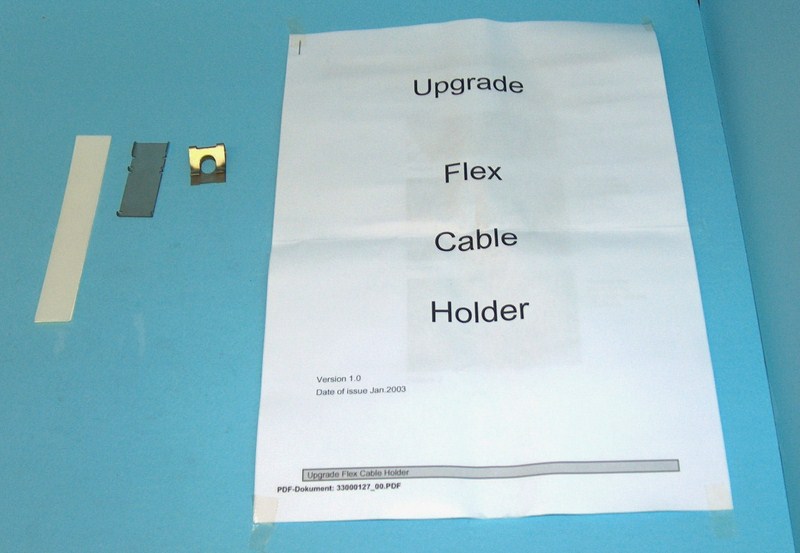 Upgrade
Flex
Cable
Holder
Version 1.0
Date of issue Jan.2003
Upgrade Flex Cable Holder
PDF-Dokument: 33000127_00.PDF